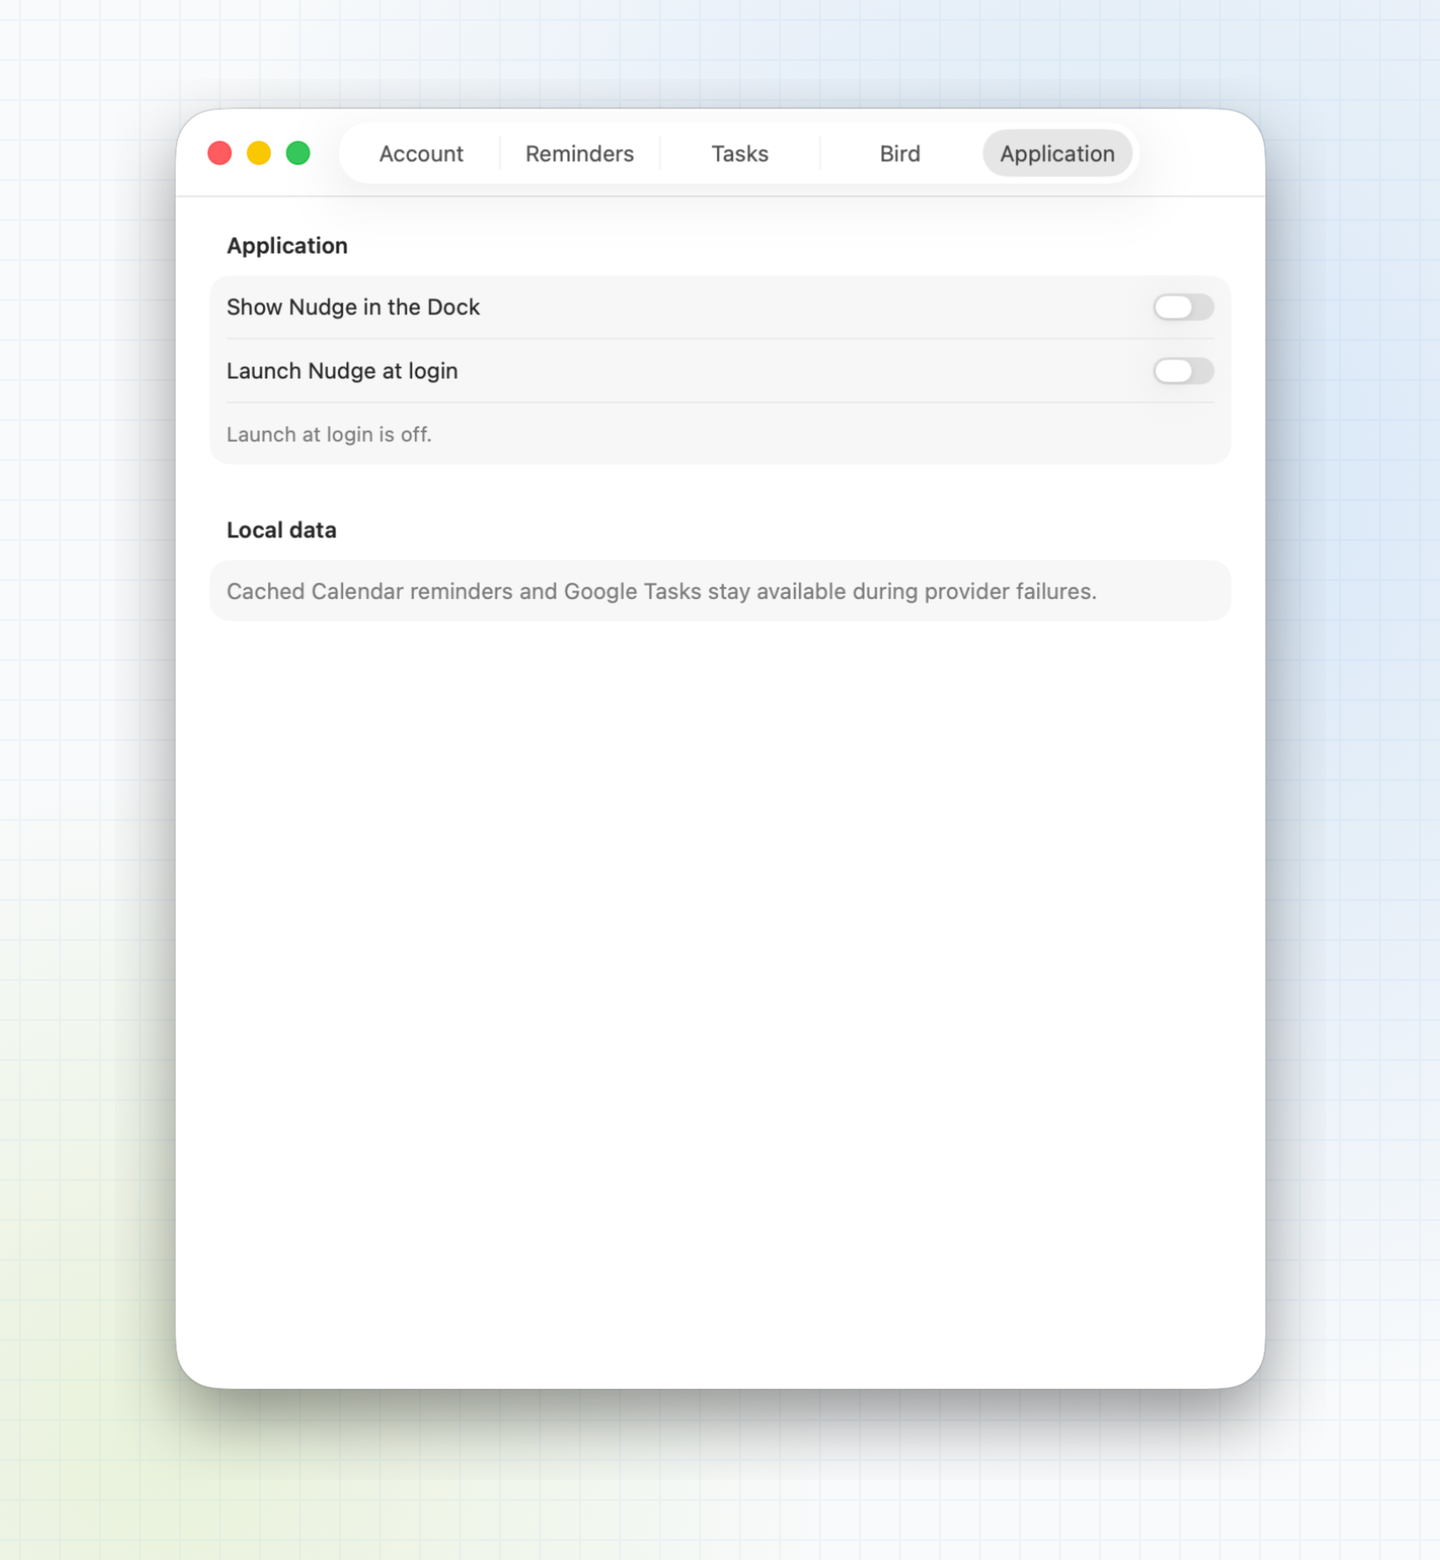 Account
Reminders
Tasks
Bird
Application
Application
Show Nudge in the Dock
Launch Nudge at login
Launch at login is off.
Local data
Cached Calendar reminders and Google Tasks stay available during provider failures.